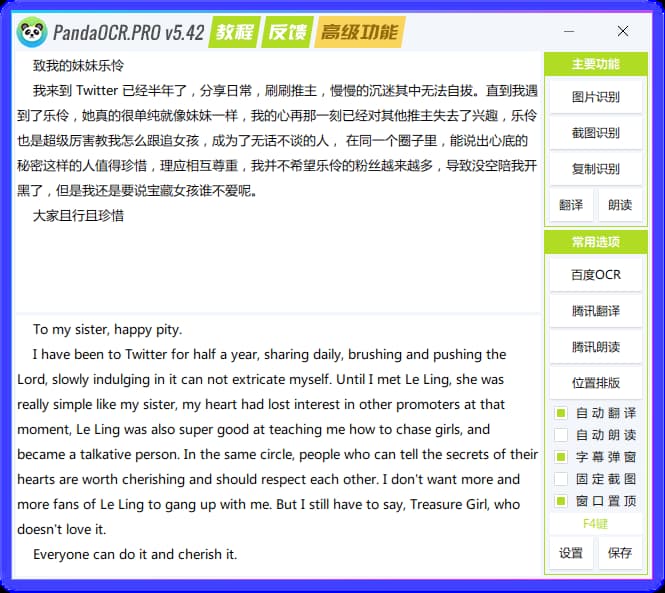 PandaOCR.PRO v5.42 教程 反馈 高级功能
致我的妹妹乐怜
我来到 Twitter 已经半年了，分享日常，刷刷推主，慢慢的沉迷其中无法自拔。直到我遇
到了乐怜，她真的很单纯就像妹妹一样，我的心再那一刻已经对其他推主失去了兴趣，乐怜
也是超级厉害教我怎么跟追女孩，成为了无话不谈的人， 在同一个圈子里，能说出心底的
秘密这样的人值得珍惜，理应相互尊重，我并不希望乐怜的粉丝越来越多，导致没空陪我开
黑了，但是我还是要说宝藏女孩谁不爱呢。
大家且行且珍惜
To my sister, happy pity.
I have been to Twitter for half a year, sharing daily, brushing and pushing the
Lord, slowly indulging in it can not extricate myself. Until I met Le Ling, she was
really simple like my sister, my heart had lost interest in other promoters at that
moment, Le Ling was also super good at teaching me how to chase girls, and
became a talkative person. In the same circle, people who can tell the secrets of their
hearts are worth cherishing and should respect each other. I don't want more and
more fans of Le Ling to gang up with me. But I still have to say, Treasure Girl, who
doesn't love it.
Everyone can do it and cherish it.
主要功能
图片识别
截图识别
复制识别
翻译 朗读
常用选项
百度OCR
腾讯翻译
腾讯朗读
位置排版
自动翻译
自动朗读
字幕弹窗
固定截图
窗口置顶
F4键
设置 保存